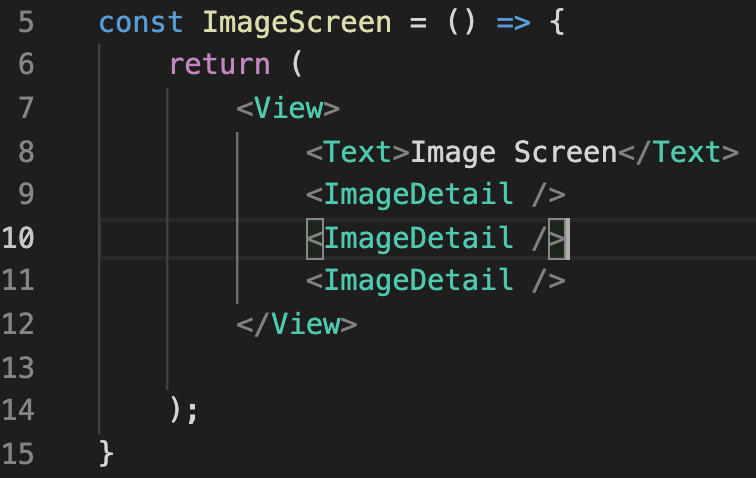 5 const ImageScreen = () => {
6 return (
7 <View>
8 <Text>Image Screen</Text>
9 <ImageDetail />
10 <ImageDetail />
11 <ImageDetail />
12 </View>
13
14 );
15 }